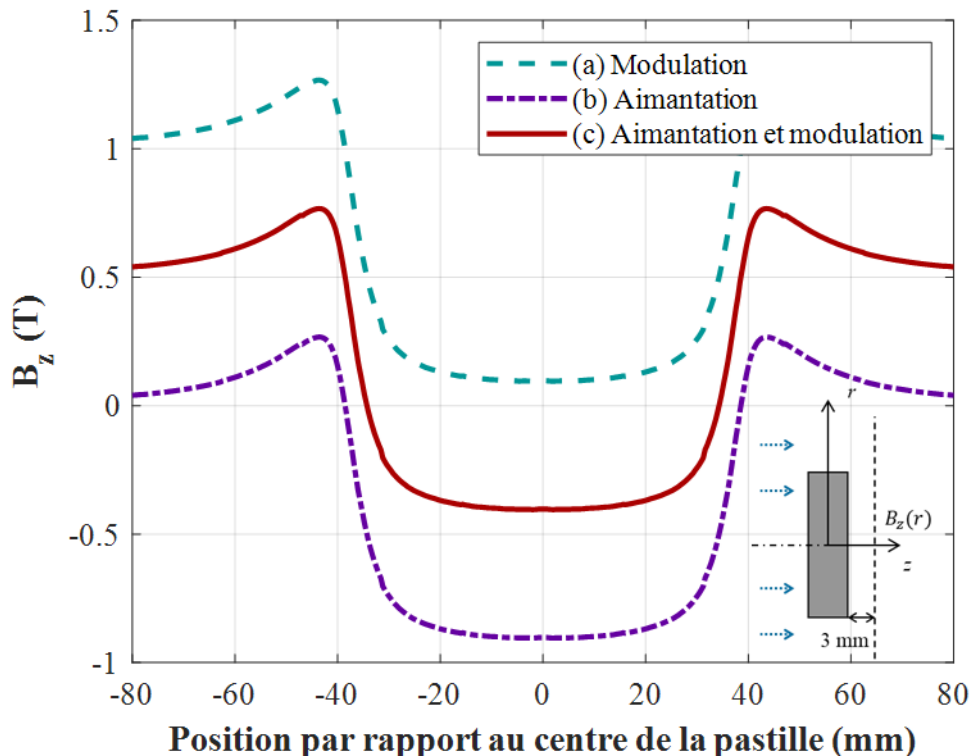 1.5
1
0.5
0
-0.5
-1
B_z (T)
(a) Modulation
(b) Aimantation
(c) Aimantation et modulation
r
B_z(r)
z
3 mm
-80 -60 -40 -20 0 20 40 60 80
Position par rapport au centre de la pastille (mm)